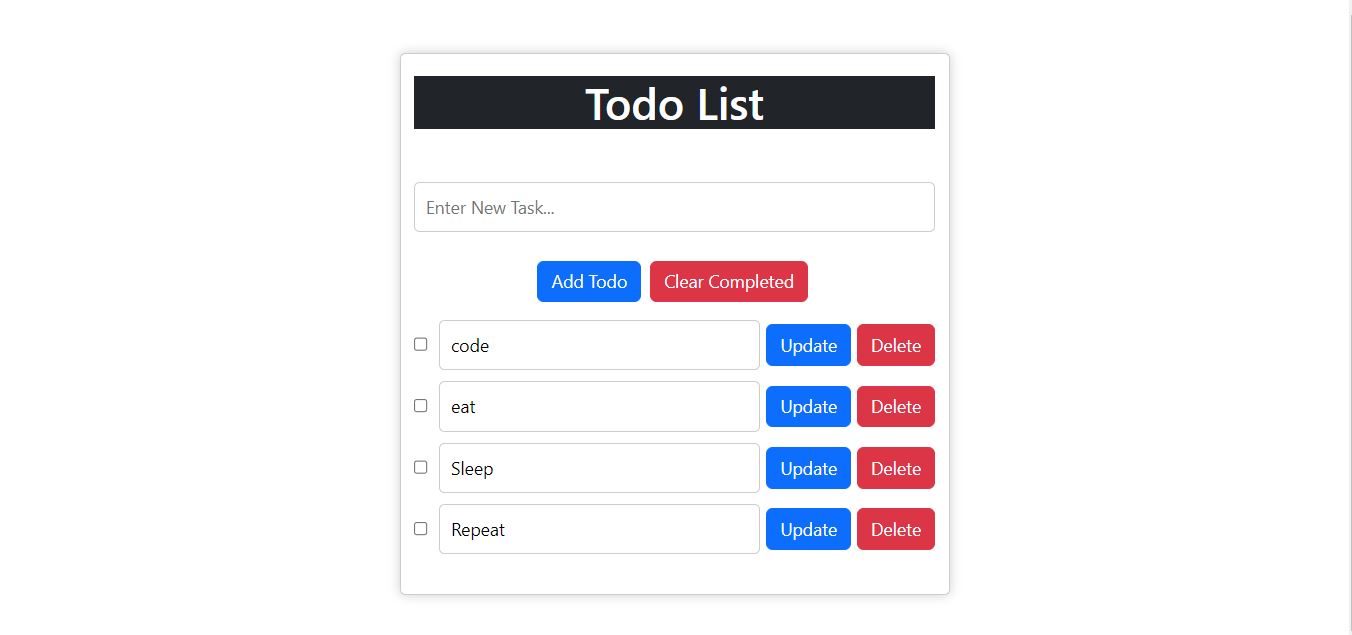 Todo List
Enter New Task...
Add Todo Clear Completed
code Update Delete
eat Update Delete
Sleep Update Delete
Repeat Update Delete